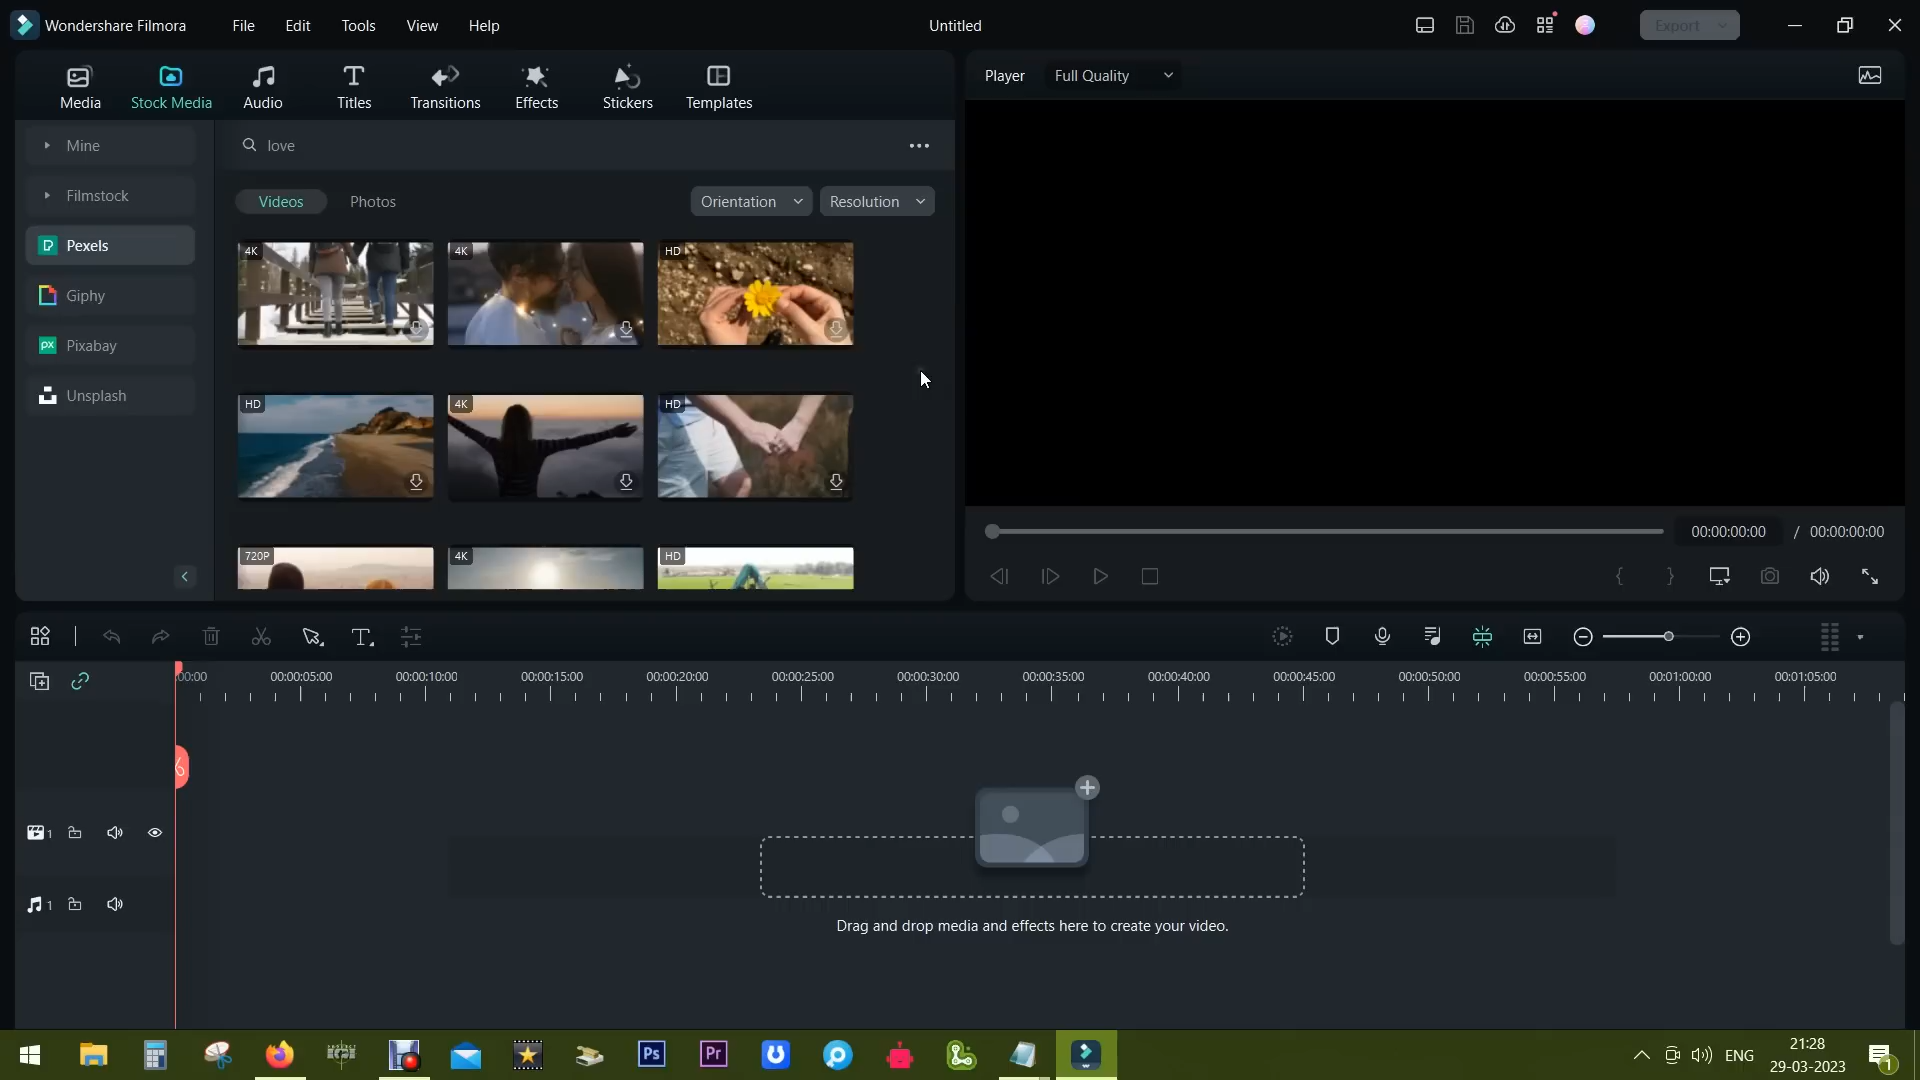 Wondershare Filmora
File
Edit
Tools
View
Help
Untitled
Export
Media
Stock Media
Audio
Titles
Transitions
Effects
Stickers
Templates
Player
Full Quality
Mine
Filmstock
Pexels
Giphy
Pixabay
Unsplash
love
Videos
Photos
Orientation
Resolution
4K
4K
HD
HD
4K
HD
720P
4K
HD
00:00:00:00
/ 00:00:00:00
:00:00
00:00:05:00
00:00:10:00
00:00:15:00
00:00:20:00
00:00:25:00
00:00:30:00
00:00:35:00
00:00:40:00
00:00:45:00
00:00:50:00
00:00:55:00
00:01:00:00
00:01:05:00
1
1
Drag and drop media and effects here to create your video.
Ps
Pr
ENG
21:28
29-03-2023
1